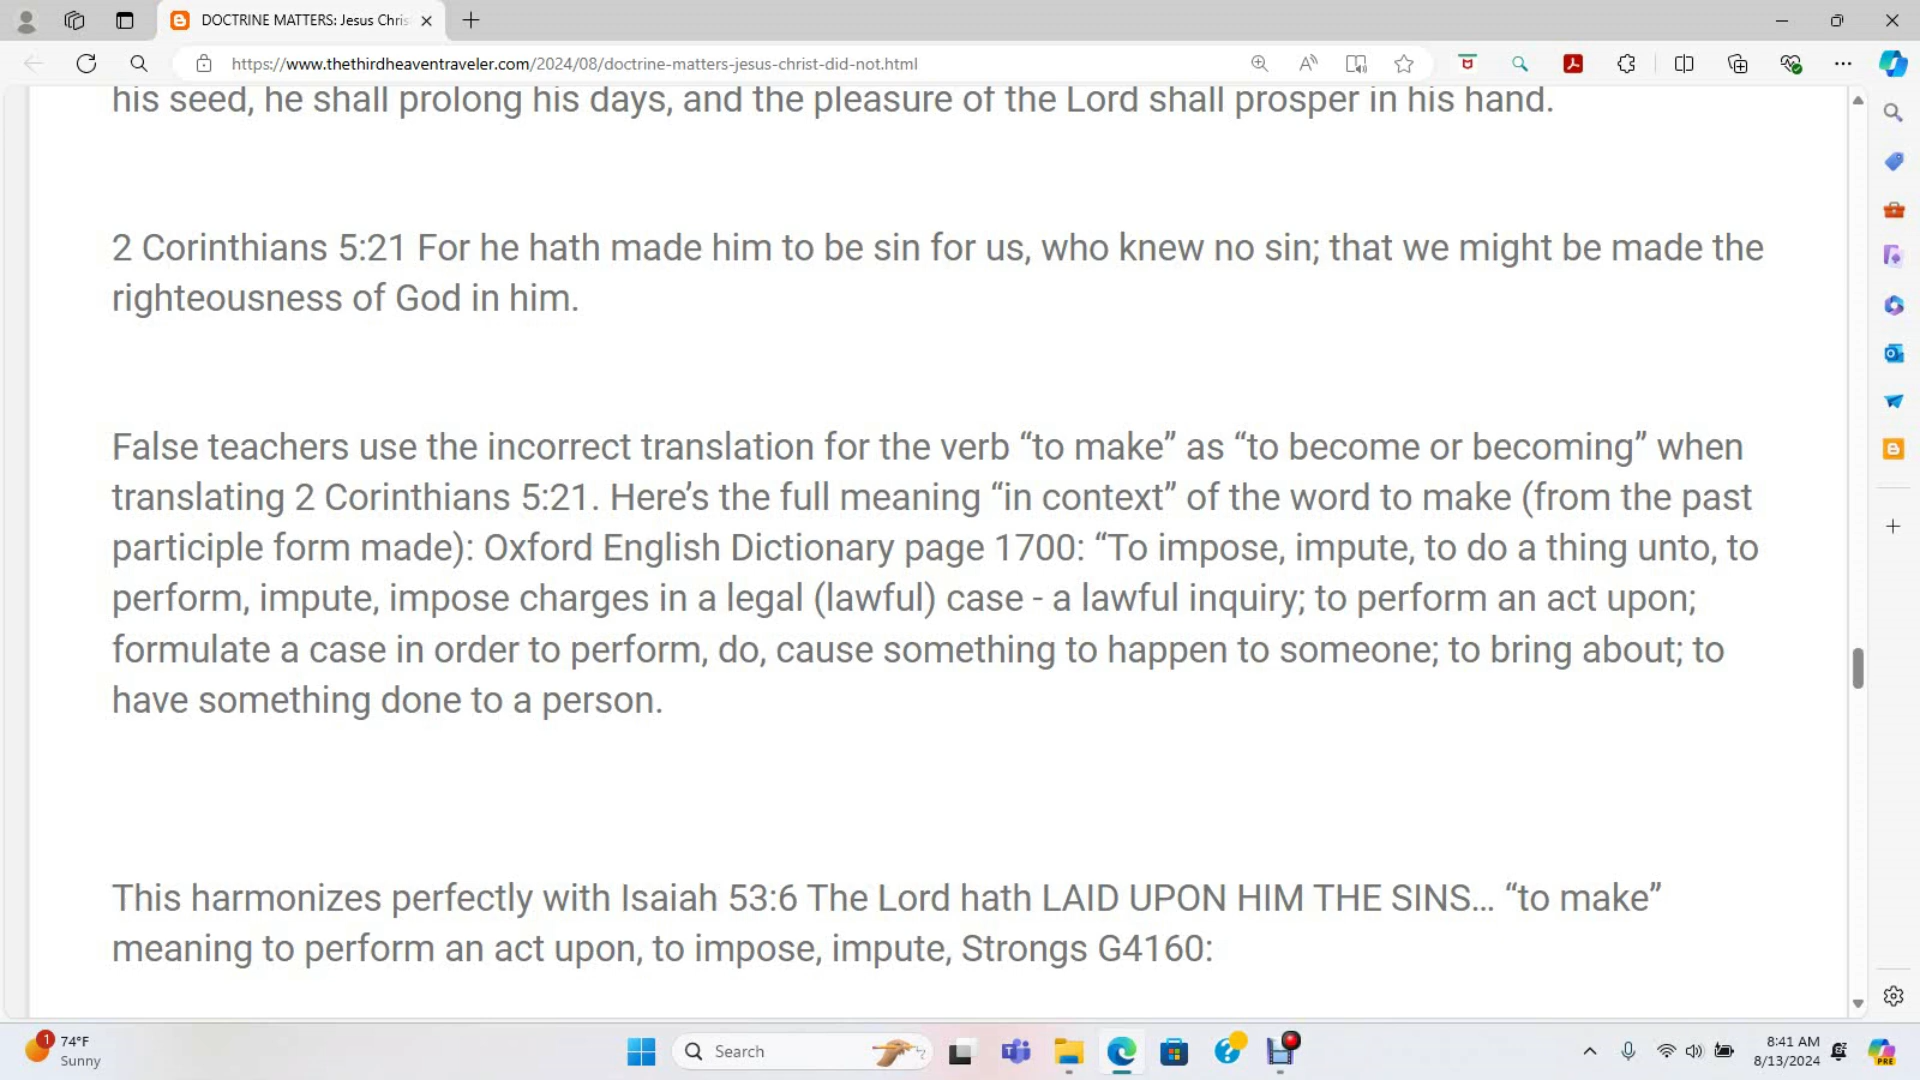 DOCTRINE MATTERS: Jesus Chris
https://www.thethirdheaventraveler.com/2024/08/doctrine-matters-jesus-christ-did-not.html
his seed, he shall prolong his days, and the pleasure of the Lord shall prosper in his hand.
2 Corinthians 5:21 For he hath made him to be sin for us, who knew no sin; that we might be made the
righteousness of God in him.
False teachers use the incorrect translation for the verb “to make” as “to become or becoming” when
translating 2 Corinthians 5:21. Here’s the full meaning “in context” of the word to make (from the past
participle form made): Oxford English Dictionary page 1700: “To impose, impute, to do a thing unto, to
perform, impute, impose charges in a legal (lawful) case - a lawful inquiry; to perform an act upon;
formulate a case in order to perform, do, cause something to happen to someone; to bring about; to
have something done to a person.
This harmonizes perfectly with Isaiah 53:6 The Lord hath LAID UPON HIM THE SINS… “to make”
meaning to perform an act upon, to impose, impute, Strongs G4160:
1
74°F
Sunny
Search
8:41 AM
8/13/2024
PRE